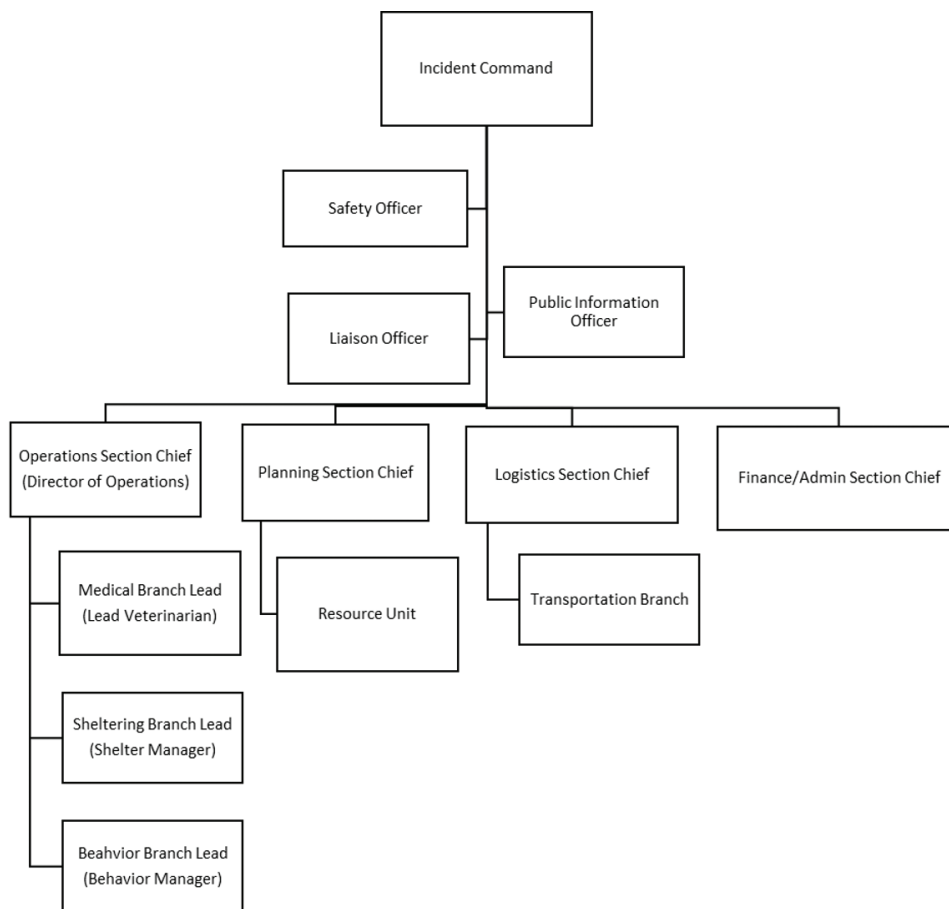 Incident Command
Safety Officer
Public Information
Officer
Liaison Officer
Operations Section Chief
(Director of Operations)
Planning Section Chief
Logistics Section Chief
Finance/Admin Section Chief
Medical Branch Lead
(Lead Veterinarian)
Resource Unit
Transportation Branch
Sheltering Branch Lead
(Shelter Manager)
Beahvior Branch Lead
(Behavior Manager)